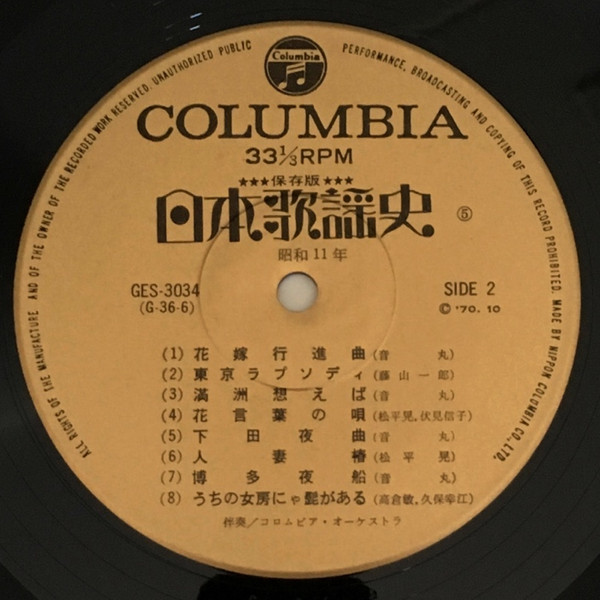 ALL RIGHTS OF THE MANUFACTURE AND OF THE OWNER OF THE RECORDED WORK RESERVED. UNAUTHORIZED PUBLIC PERFORMANCE, BROADCASTING AND COPYING OF THIS RECORD PROHIBITED. MADE BY NIPPON COLUMBIA CO., LTD.
Columbia
COLUMBIA
33 1/3 RPM
★★★保存版★★★
日本歌謡史 ⑤
昭和11年
GES-3034 SIDE 2
(G-36-6) © '70. 10
(1) 花嫁行進曲 (音丸)
(2) 東京ラプソディ (藤山一郎)
(3) 満洲想えば (音丸)
(4) 花言葉の唄 (松平晃,伏見信子)
(5) 下田夜曲 (音丸)
(6) 人妻椿 (松平晃)
(7) 博多夜船 (音丸)
(8) うちの女房にゃ髭がある (高倉敏,久保幸江)
伴奏/コロムビア・オーケストラ